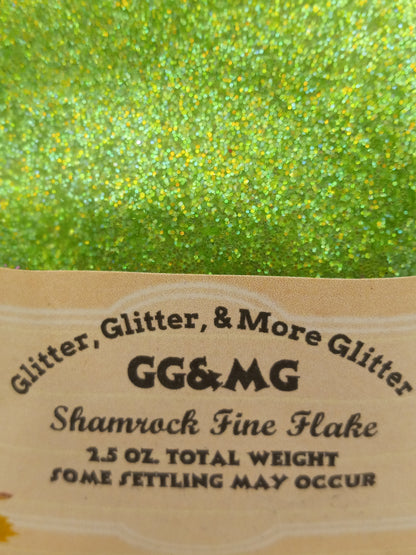 Glitter, Glitter, & More Glitter
GG&MG
Shamrock Fine Flake
2.5 OZ. TOTAL WEIGHT
SOME SETTLING MAY OCCUR